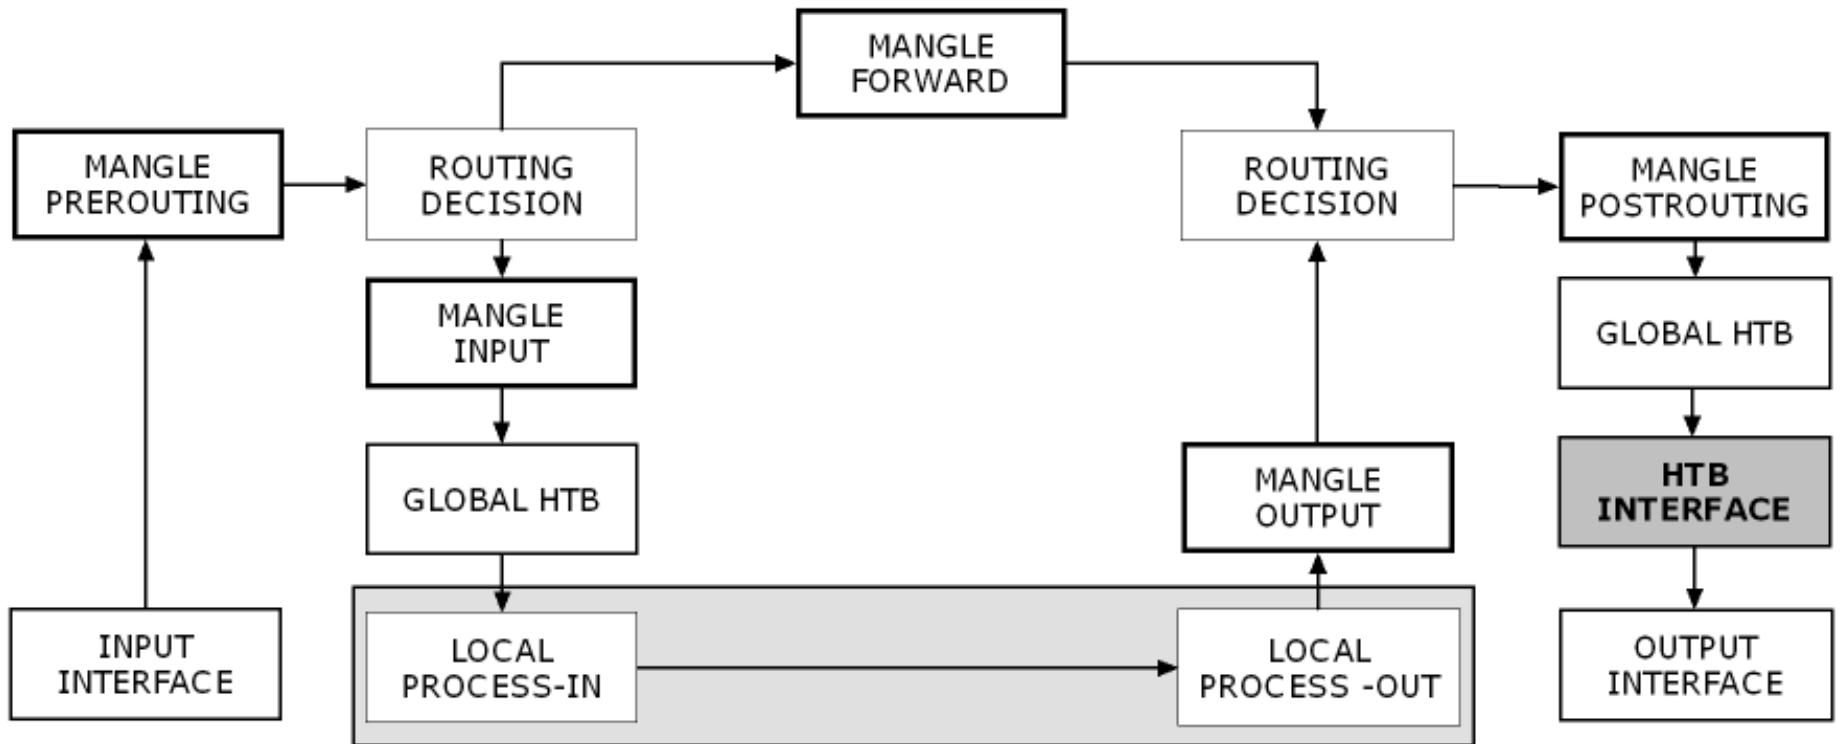 MANGLE
FORWARD
MANGLE
PREROUTING
ROUTING
DECISION
ROUTING
DECISION
MANGLE
POSTROUTING
MANGLE
INPUT
GLOBAL HTB
GLOBAL HTB
MANGLE
OUTPUT
HTB
INTERFACE
INPUT
INTERFACE
LOCAL
PROCESS-IN
LOCAL
PROCESS -OUT
OUTPUT
INTERFACE